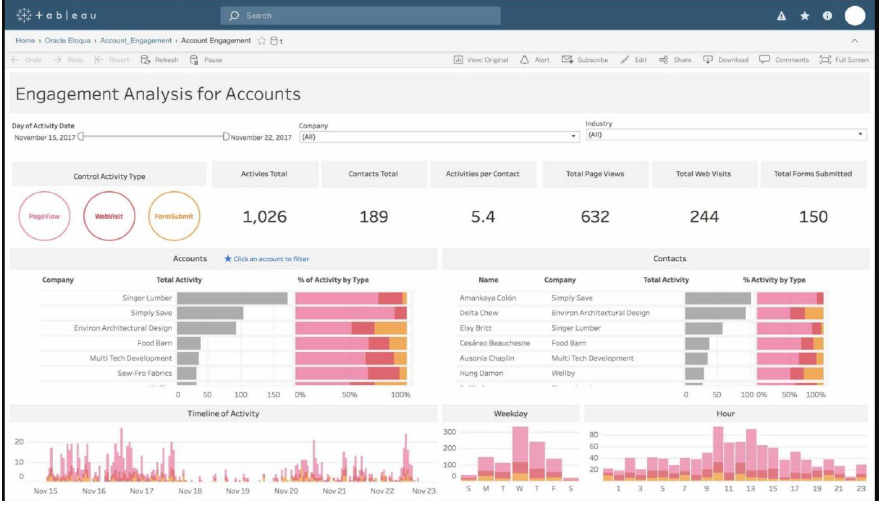 + a b | e a u
Search
Home › Oracle Eloqua › Account_Engagement › Account Engagement 1
Undo Redo Revert Refresh Pause View: Original Alert Subscribe Edit Share Download Comments Full Screen
Engagement Analysis for Accounts
Day of Activity Date Company Industry
November 15, 2017 November 22, 2017 (All) (All)
Control Activity Type Activies Total Contacts Total Activities per Contact Total Page Views Total Web Visits Total Forms Submitted
PageView WebVisit FormSubmit 1,026 189 5.4 632 244 150
Accounts ★ Click an account to filter Contacts
Company Total Activity % of Activity by Type Name Company Total Activity % Activity by Type
Singer Lumber Amankaya Colón Simply Save
Simply Save Delta Chew Environ Architectural Design
Environ Architectural Design Elsy Britt Singer Lumber
Food Barn Cesáreo Beauchesne Food Barn
Multi Tech Development Ausonia Chaplin Multi Tech Development
Sew-Fro Fabrics Hung Damon Wellby
0 50 100 150 0% 50% 100% 0 50 100 0% 50% 100%
Timeline of Activity Weekday Hour
20 10 0 300 200 100 0 80 60 40 20
Nov 15 Nov 16 Nov 17 Nov 18 Nov 19 Nov 20 Nov 21 Nov 22 Nov 23 S M T W T F S 1 3 5 7 9 11 13 15 17 19 21 23